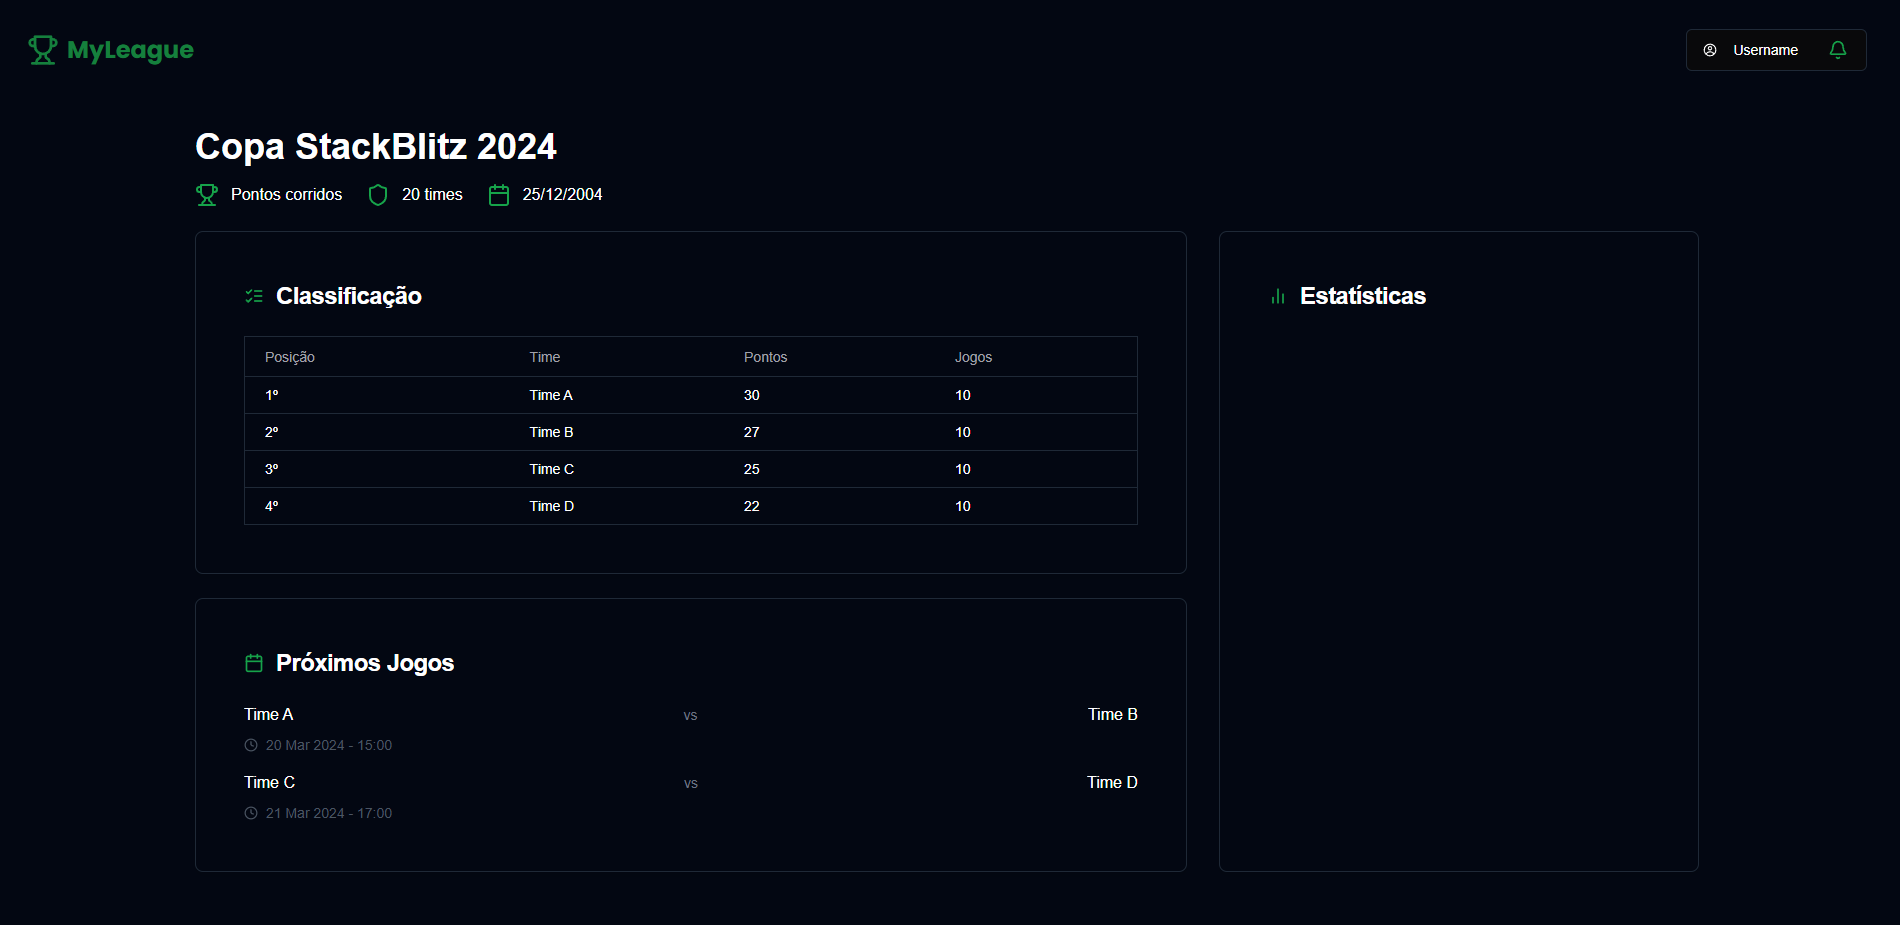 MyLeague
Username
Copa StackBlitz 2024
Pontos corridos 20 times 25/12/2004
Classificação
Posição Time Pontos Jogos
1º Time A 30 10
2º Time B 27 10
3º Time C 25 10
4º Time D 22 10
Próximos Jogos
Time A vs Time B
20 Mar 2024 - 15:00
Time C vs Time D
21 Mar 2024 - 17:00
Estatísticas